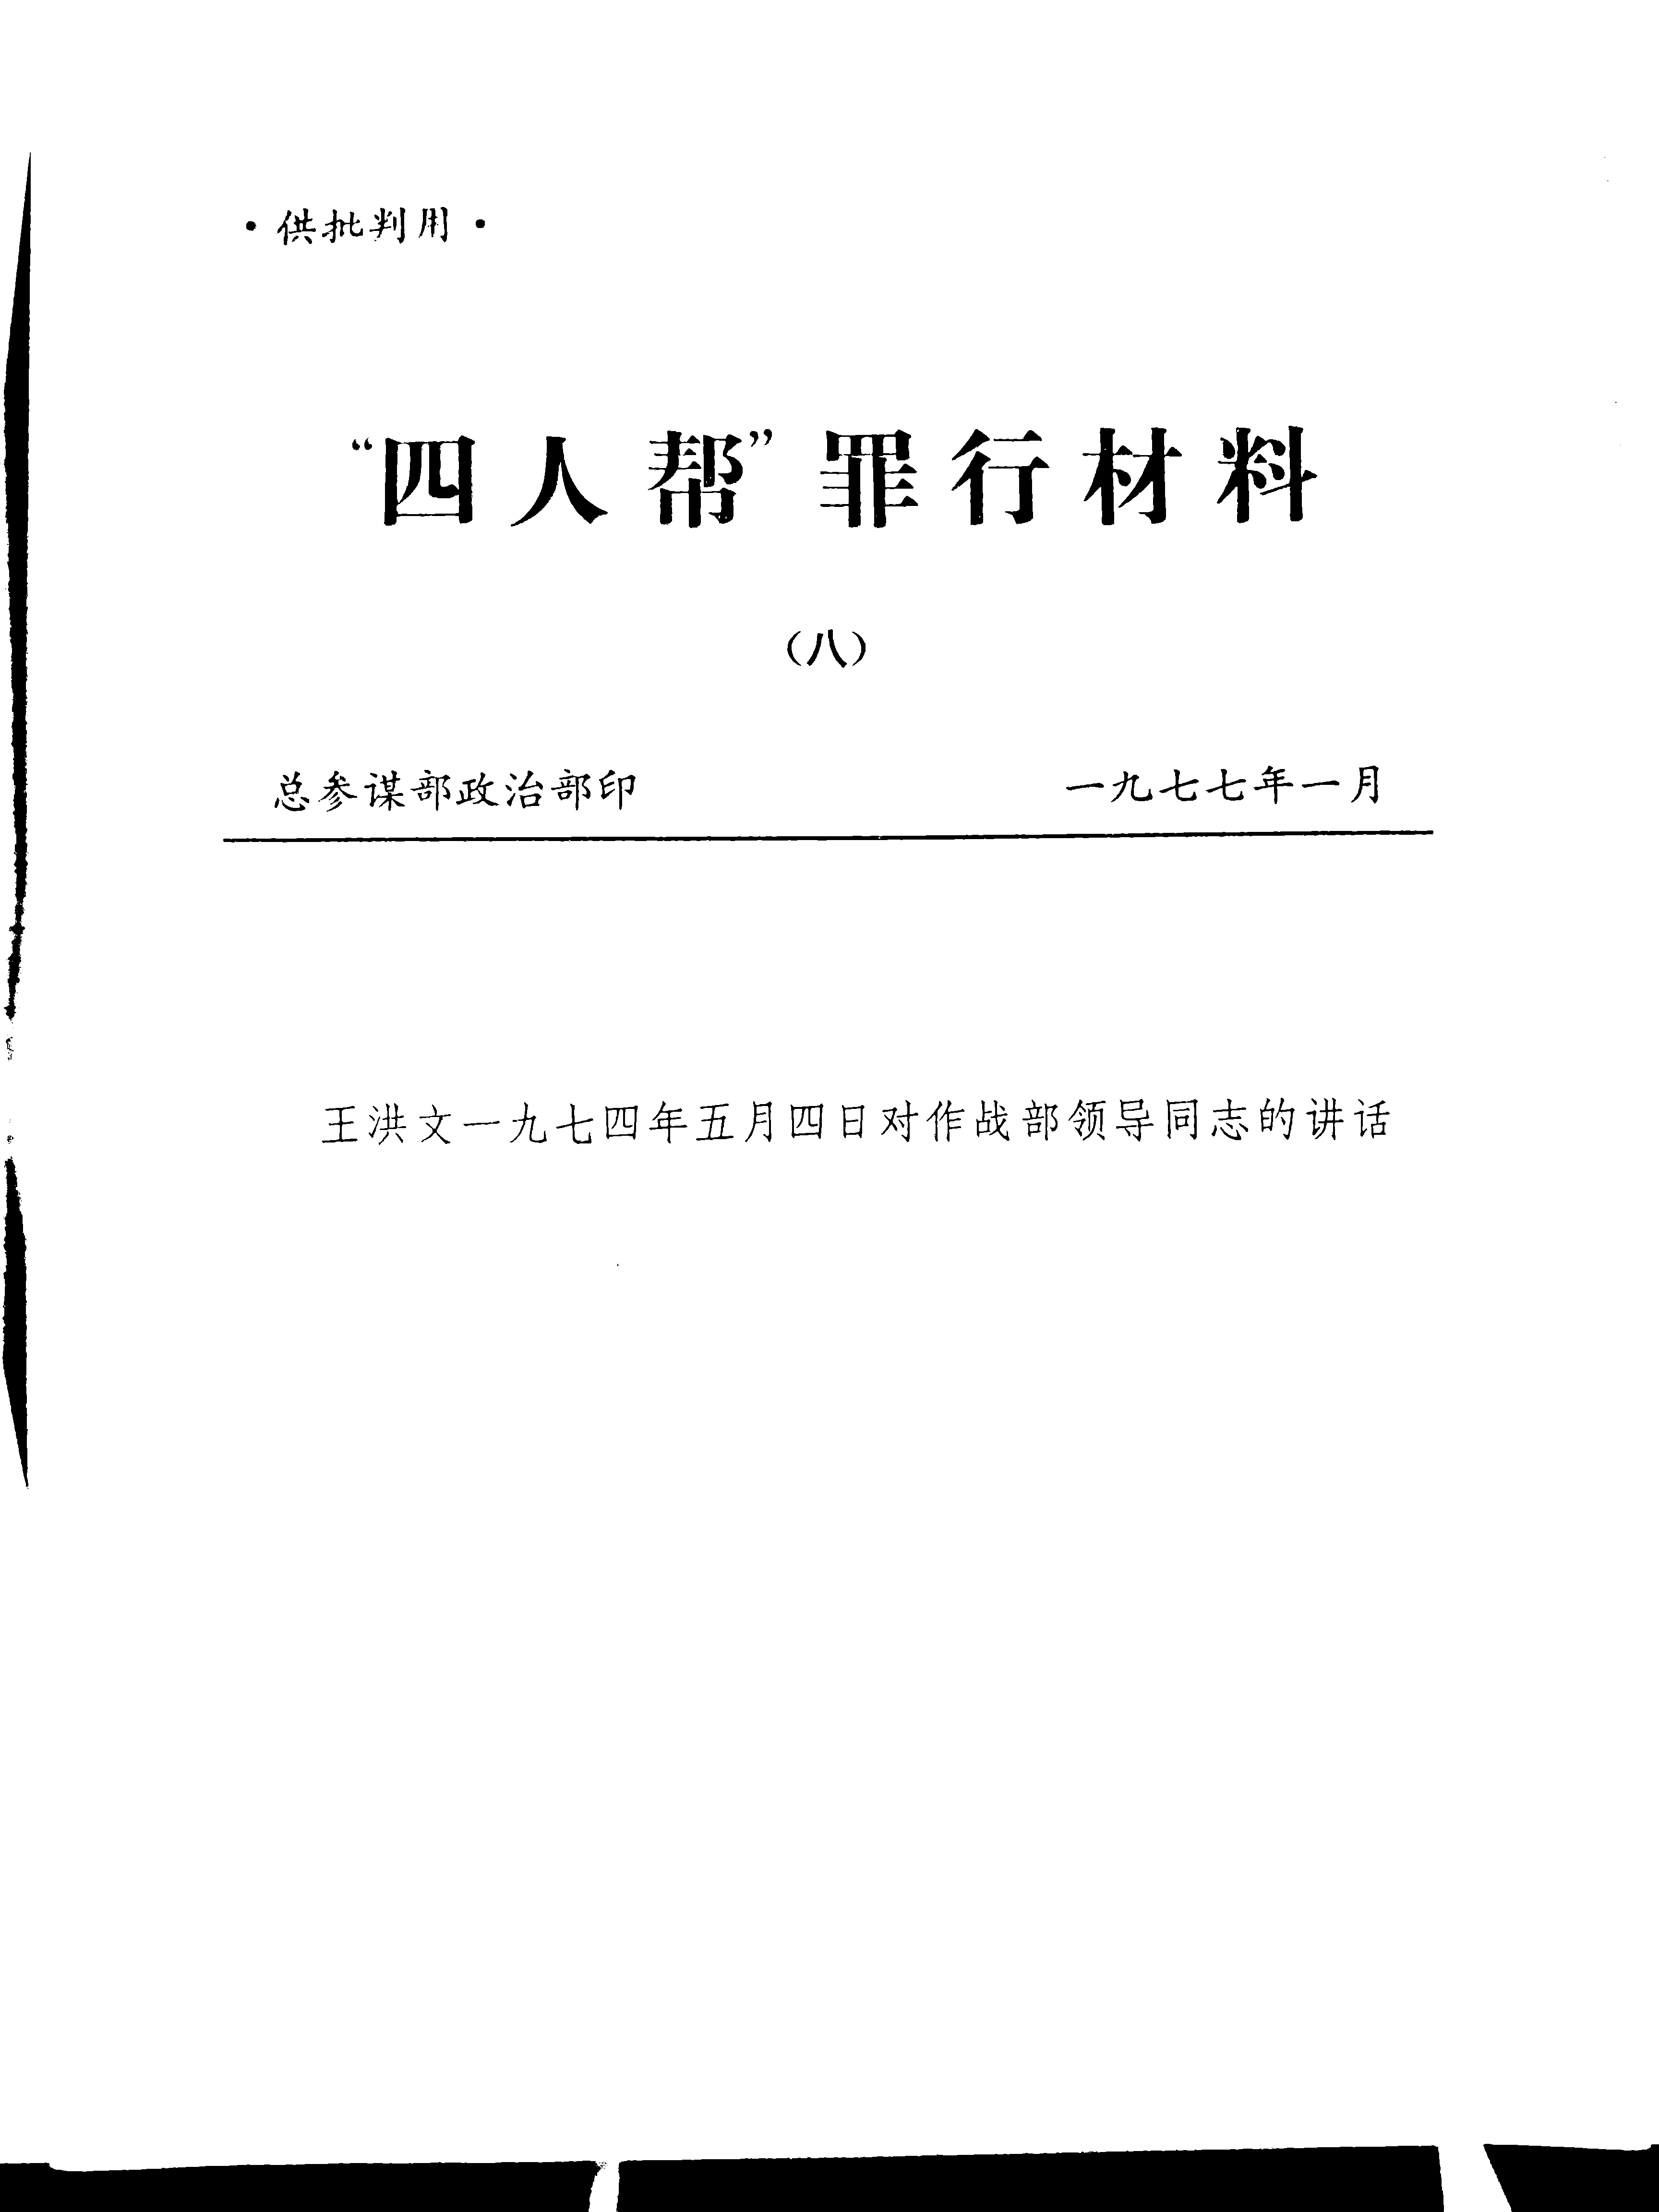 ·供批判用·
“四人帮”罪行材料
（八）
总参谋部政治部印 一九七七年一月
王洪文一九七四年五月四日对作战部领导同志的讲话